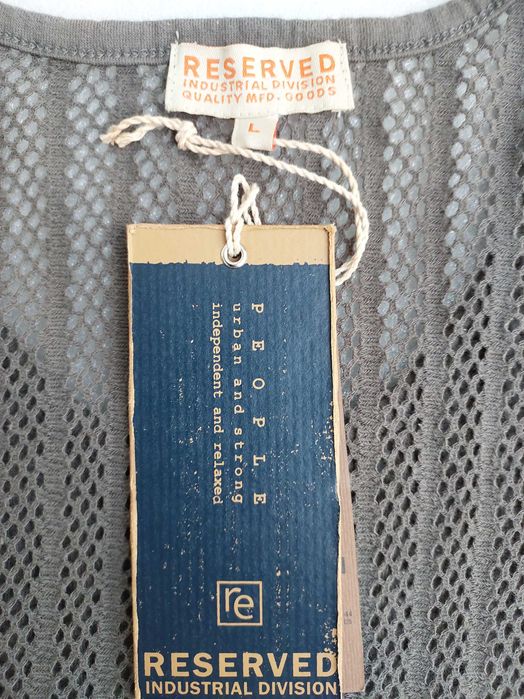 RESERVED
INDUSTRIAL DIVISION
QUALITY MFD. GOODS
L
PEOPLE
urban and strong
independent and relaxed
re
RESERVED
INDUSTRIAL DIVISION